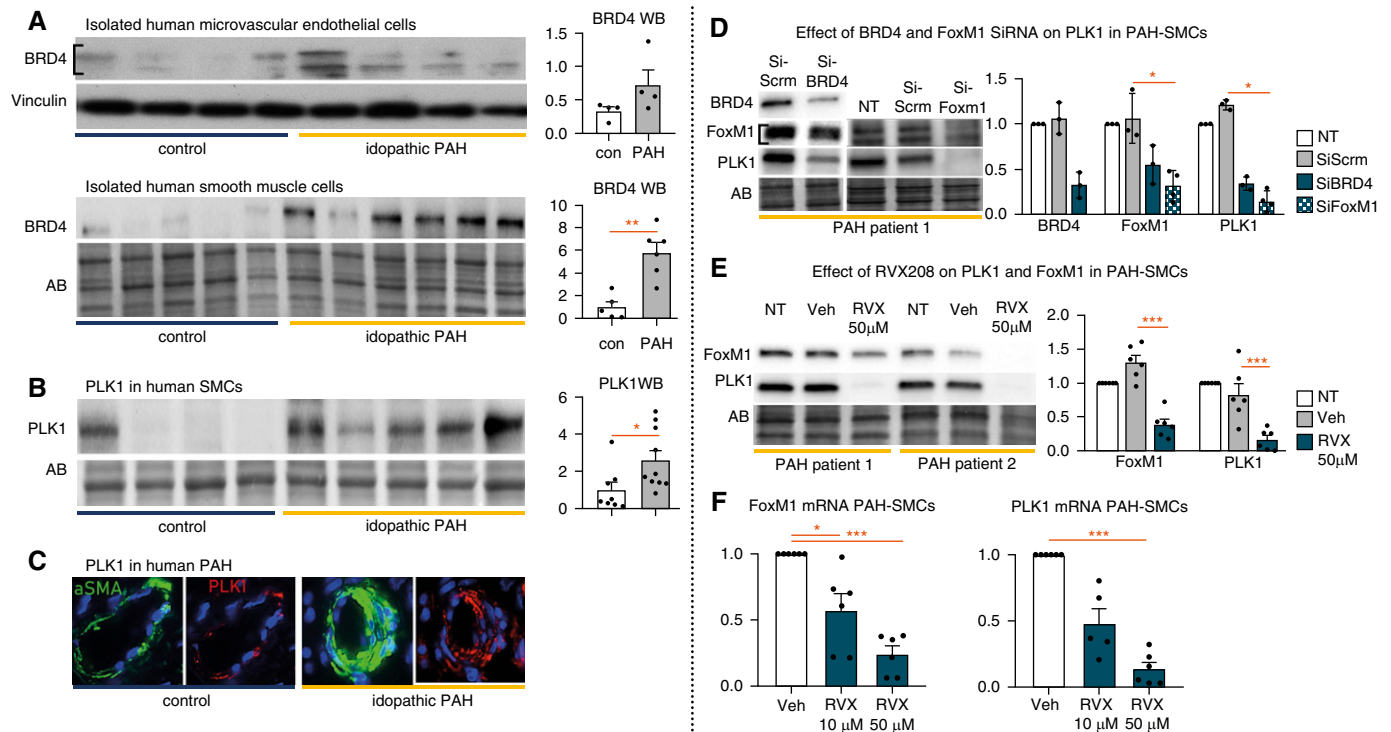 A
Isolated human microvascular endothelial cells
BRD4
Vinculin
control
idopathic PAH
BRD4 WB
1.5
1.0
0.5
0.0
con
PAH
Isolated human smooth muscle cells
BRD4
AB
control
idiopathic PAH
BRD4 WB
10
8
6
4
2
0
**
con
PAH
B
PLK1 in human SMCs
PLK1
AB
control
idiopathic PAH
PLK1WB
6
4
2
0
*
con
PAH
C
PLK1 in human PAH
aSMA
PLK1
control
idiopathic PAH
D
Effect of BRD4 and FoxM1 SiRNA on PLK1 in PAH-SMCs
Si-
Scrm
Si-
BRD4
NT
Si-
Scrm
Si-
Foxm1
BRD4
FoxM1
PLK1
AB
PAH patient 1
1.5
1.0
0.5
0.0
*
*
BRD4
FoxM1
PLK1
NT
SiScrm
SiBRD4
SiFoxM1
E
Effect of RVX208 on PLK1 and FoxM1 in PAH-SMCs
NT
Veh
RVX
50μM
NT
Veh
RVX
50μM
FoxM1
PLK1
AB
PAH patient 1
PAH patient 2
2.0
1.5
1.0
0.5
0.0
***
***
FoxM1
PLK1
NT
Veh
RVX
50μM
F
FoxM1 mRNA PAH-SMCs
*
***
1.0
0.5
0.0
Veh
RVX
10 μM
RVX
50 μM
PLK1 mRNA PAH-SMCs
***
1.0
0.5
0.0
Veh
RVX
10 μM
RVX
50 μM